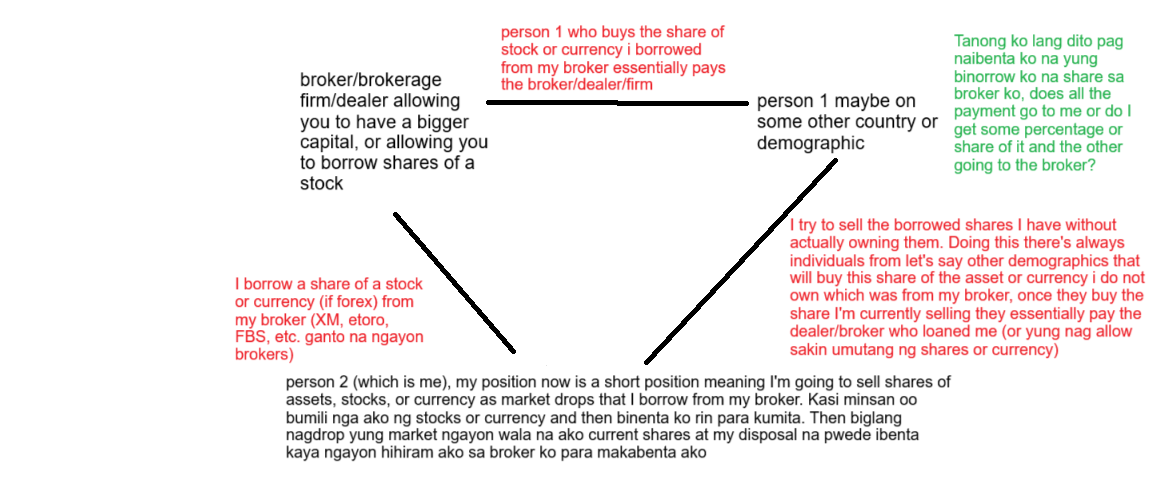 person 1 who buys the share of
stock or currency i borrowed
from my broker essentially pays
the broker/dealer/firm
Tanong ko lang dito pag
naibenta ko na yung
binorrow ko na share sa
broker ko, does all the
payment go to me or do I
get some percentage or
share of it and the other
going to the broker?
broker/brokerage
firm/dealer allowing
you to have a bigger
capital, or allowing you
to borrow shares of a
stock
person 1 maybe on
some other country or
demographic
I try to sell the borrowed shares I have without
actually owning them. Doing this there's always
individuals from let's say other demographics that
will buy this share of the asset or currency i do not
own which was from my broker, once they buy the
share I'm currently selling they essentially pay the
dealer/broker who loaned me (or yung nag allow
sakin umutang ng shares or currency)
I borrow a share of a stock
or currency (if forex) from
my broker (XM, etoro,
FBS, etc. ganto na ngayon
brokers)
person 2 (which is me), my position now is a short position meaning I'm going to sell shares of
assets, stocks, or currency as market drops that I borrow from my broker. Kasi minsan oo
bumili nga ako ng stocks or currency and then binenta ko rin para kumita. Then biglang
nagdrop yung market ngayon wala na ako current shares at my disposal na pwede ibenta
kaya ngayon hihiram ako sa broker ko para makabenta ako